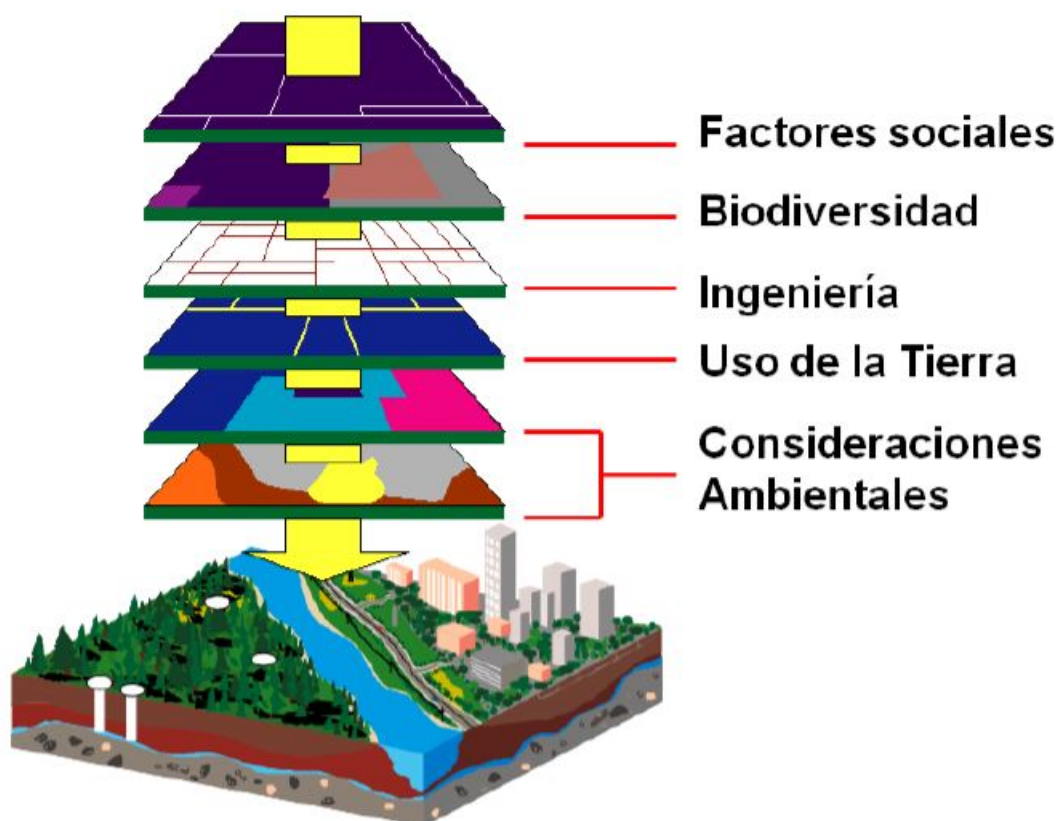 Factores sociales
Biodiversidad
Ingeniería
Uso de la Tierra
Consideraciones
Ambientales